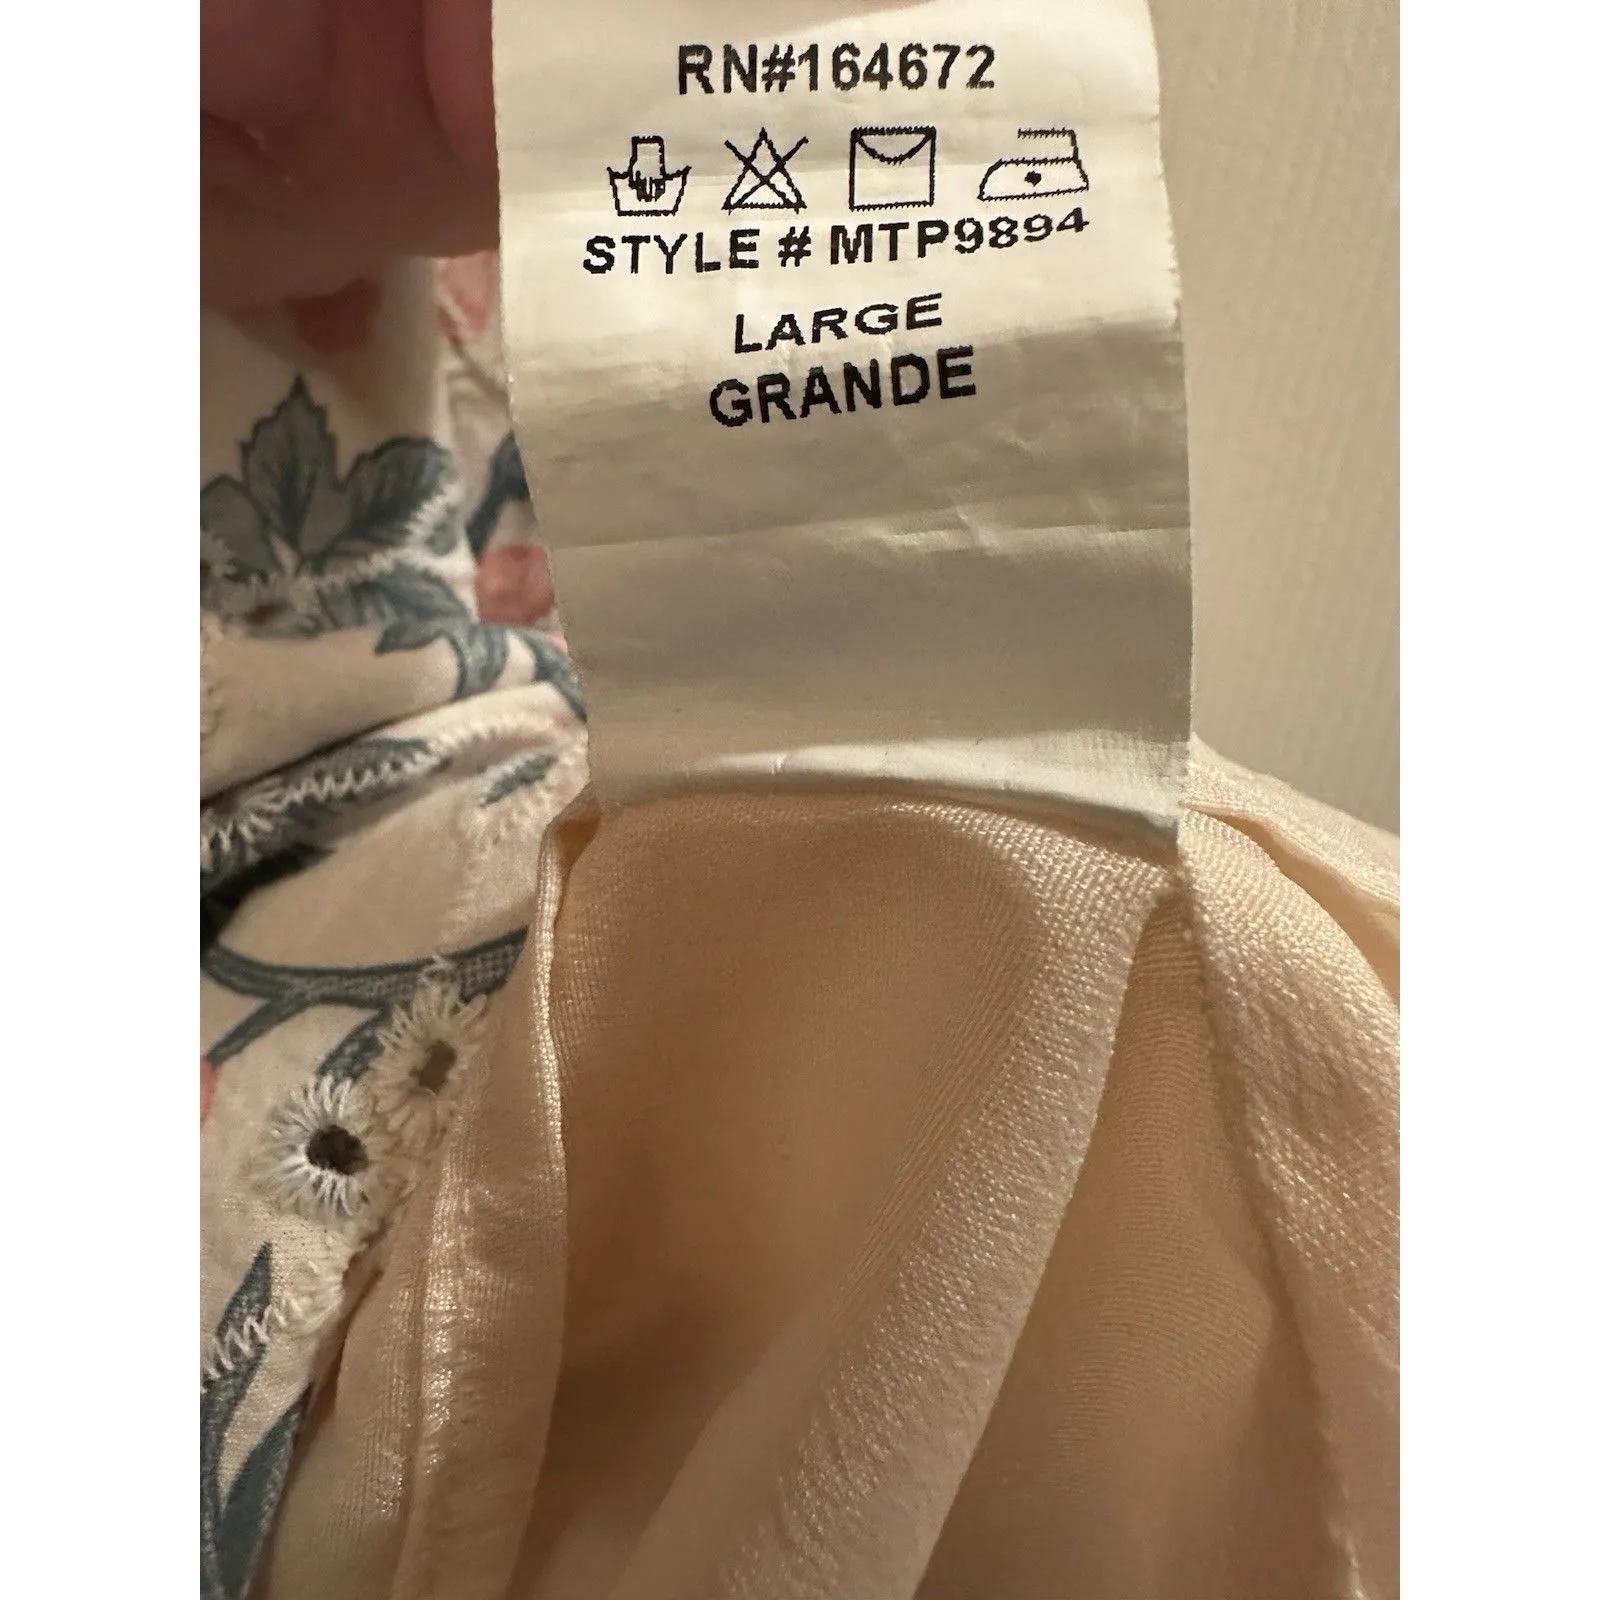 RN#164672
STYLE # MTP9894
LARGE
GRANDE